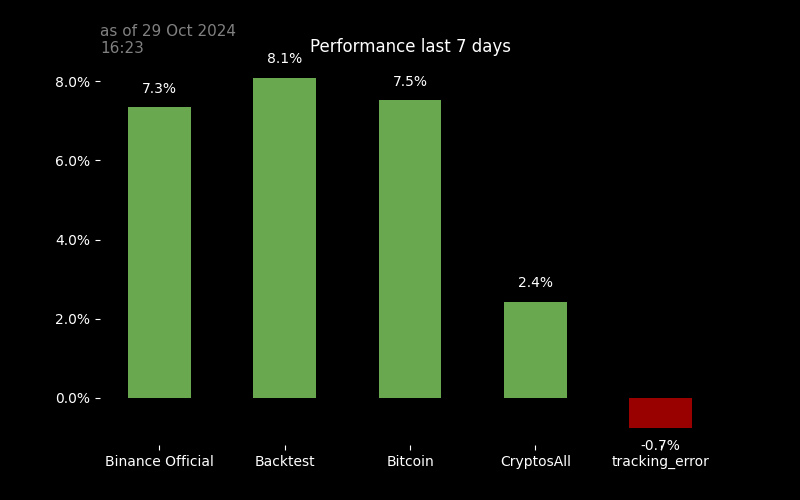 as of 29 Oct 2024
16:23
Performance last 7 days
8.1%
7.3%
7.5%
2.4%
-0.7%
8.0%
6.0%
4.0%
2.0%
0.0%
Binance Official
Backtest
Bitcoin
CryptosAll
tracking_error